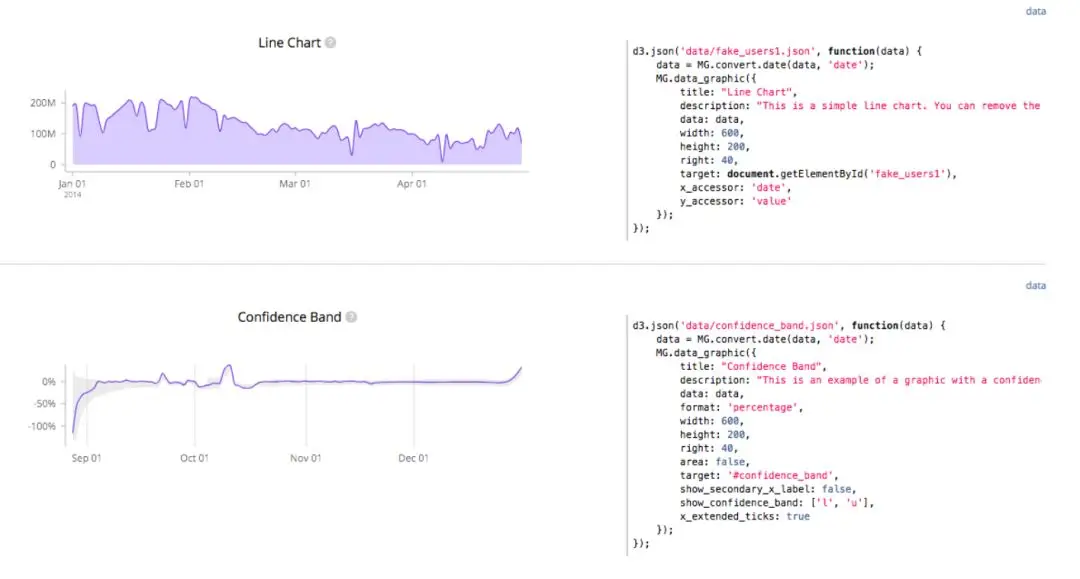 data
Line Chart ?
200M
100M
0
Jan 01 Feb 01 Mar 01 Apr 01
2014
d3.json('data/fake_users1.json', function(data) {
    data = MG.convert.date(data, 'date');
    MG.data_graphic({
        title: "Line Chart",
        description: "This is a simple line chart. You can remove the
        data: data,
        width: 600,
        height: 200,
        right: 40,
        target: document.getElementById('fake_users1'),
        x_accessor: 'date',
        y_accessor: 'value'
    });
});
data
Confidence Band ?
0%
-50%
-100%
Sep 01 Oct 01 Nov 01 Dec 01
d3.json('data/confidence_band.json', function(data) {
    data = MG.convert.date(data, 'date');
    MG.data_graphic({
        title: "Confidence Band",
        description: "This is an example of a graphic with a confiden
        data: data,
        format: 'percentage',
        width: 600,
        height: 200,
        right: 40,
        area: false,
        target: '#confidence_band',
        show_secondary_x_label: false,
        show_confidence_band: ['l', 'u'],
        x_extended_ticks: true
    });
});